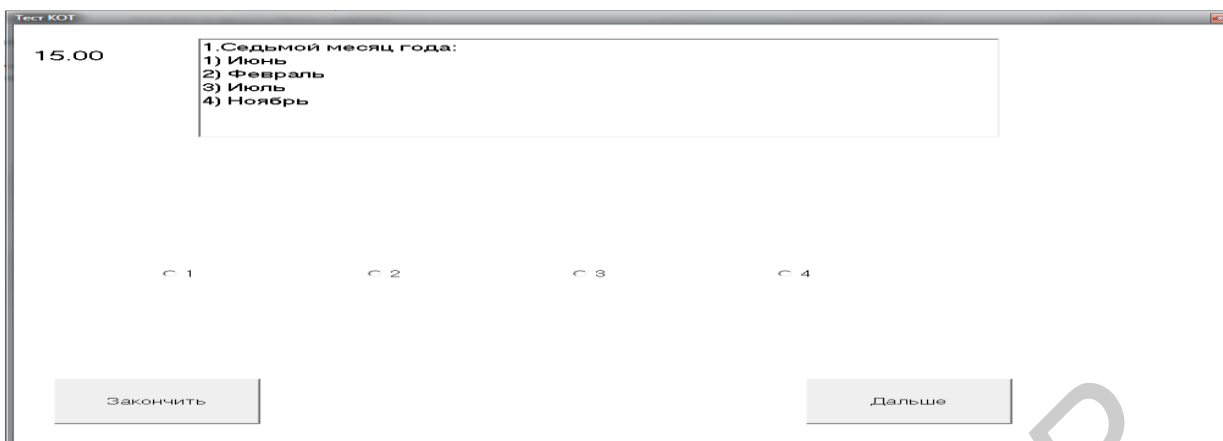 Тест КОТ
15.00
1.Седьмой месяц года:
1) Июнь
2) Февраль
3) Июль
4) Ноябрь
1 2 3 4
Закончить Дальше